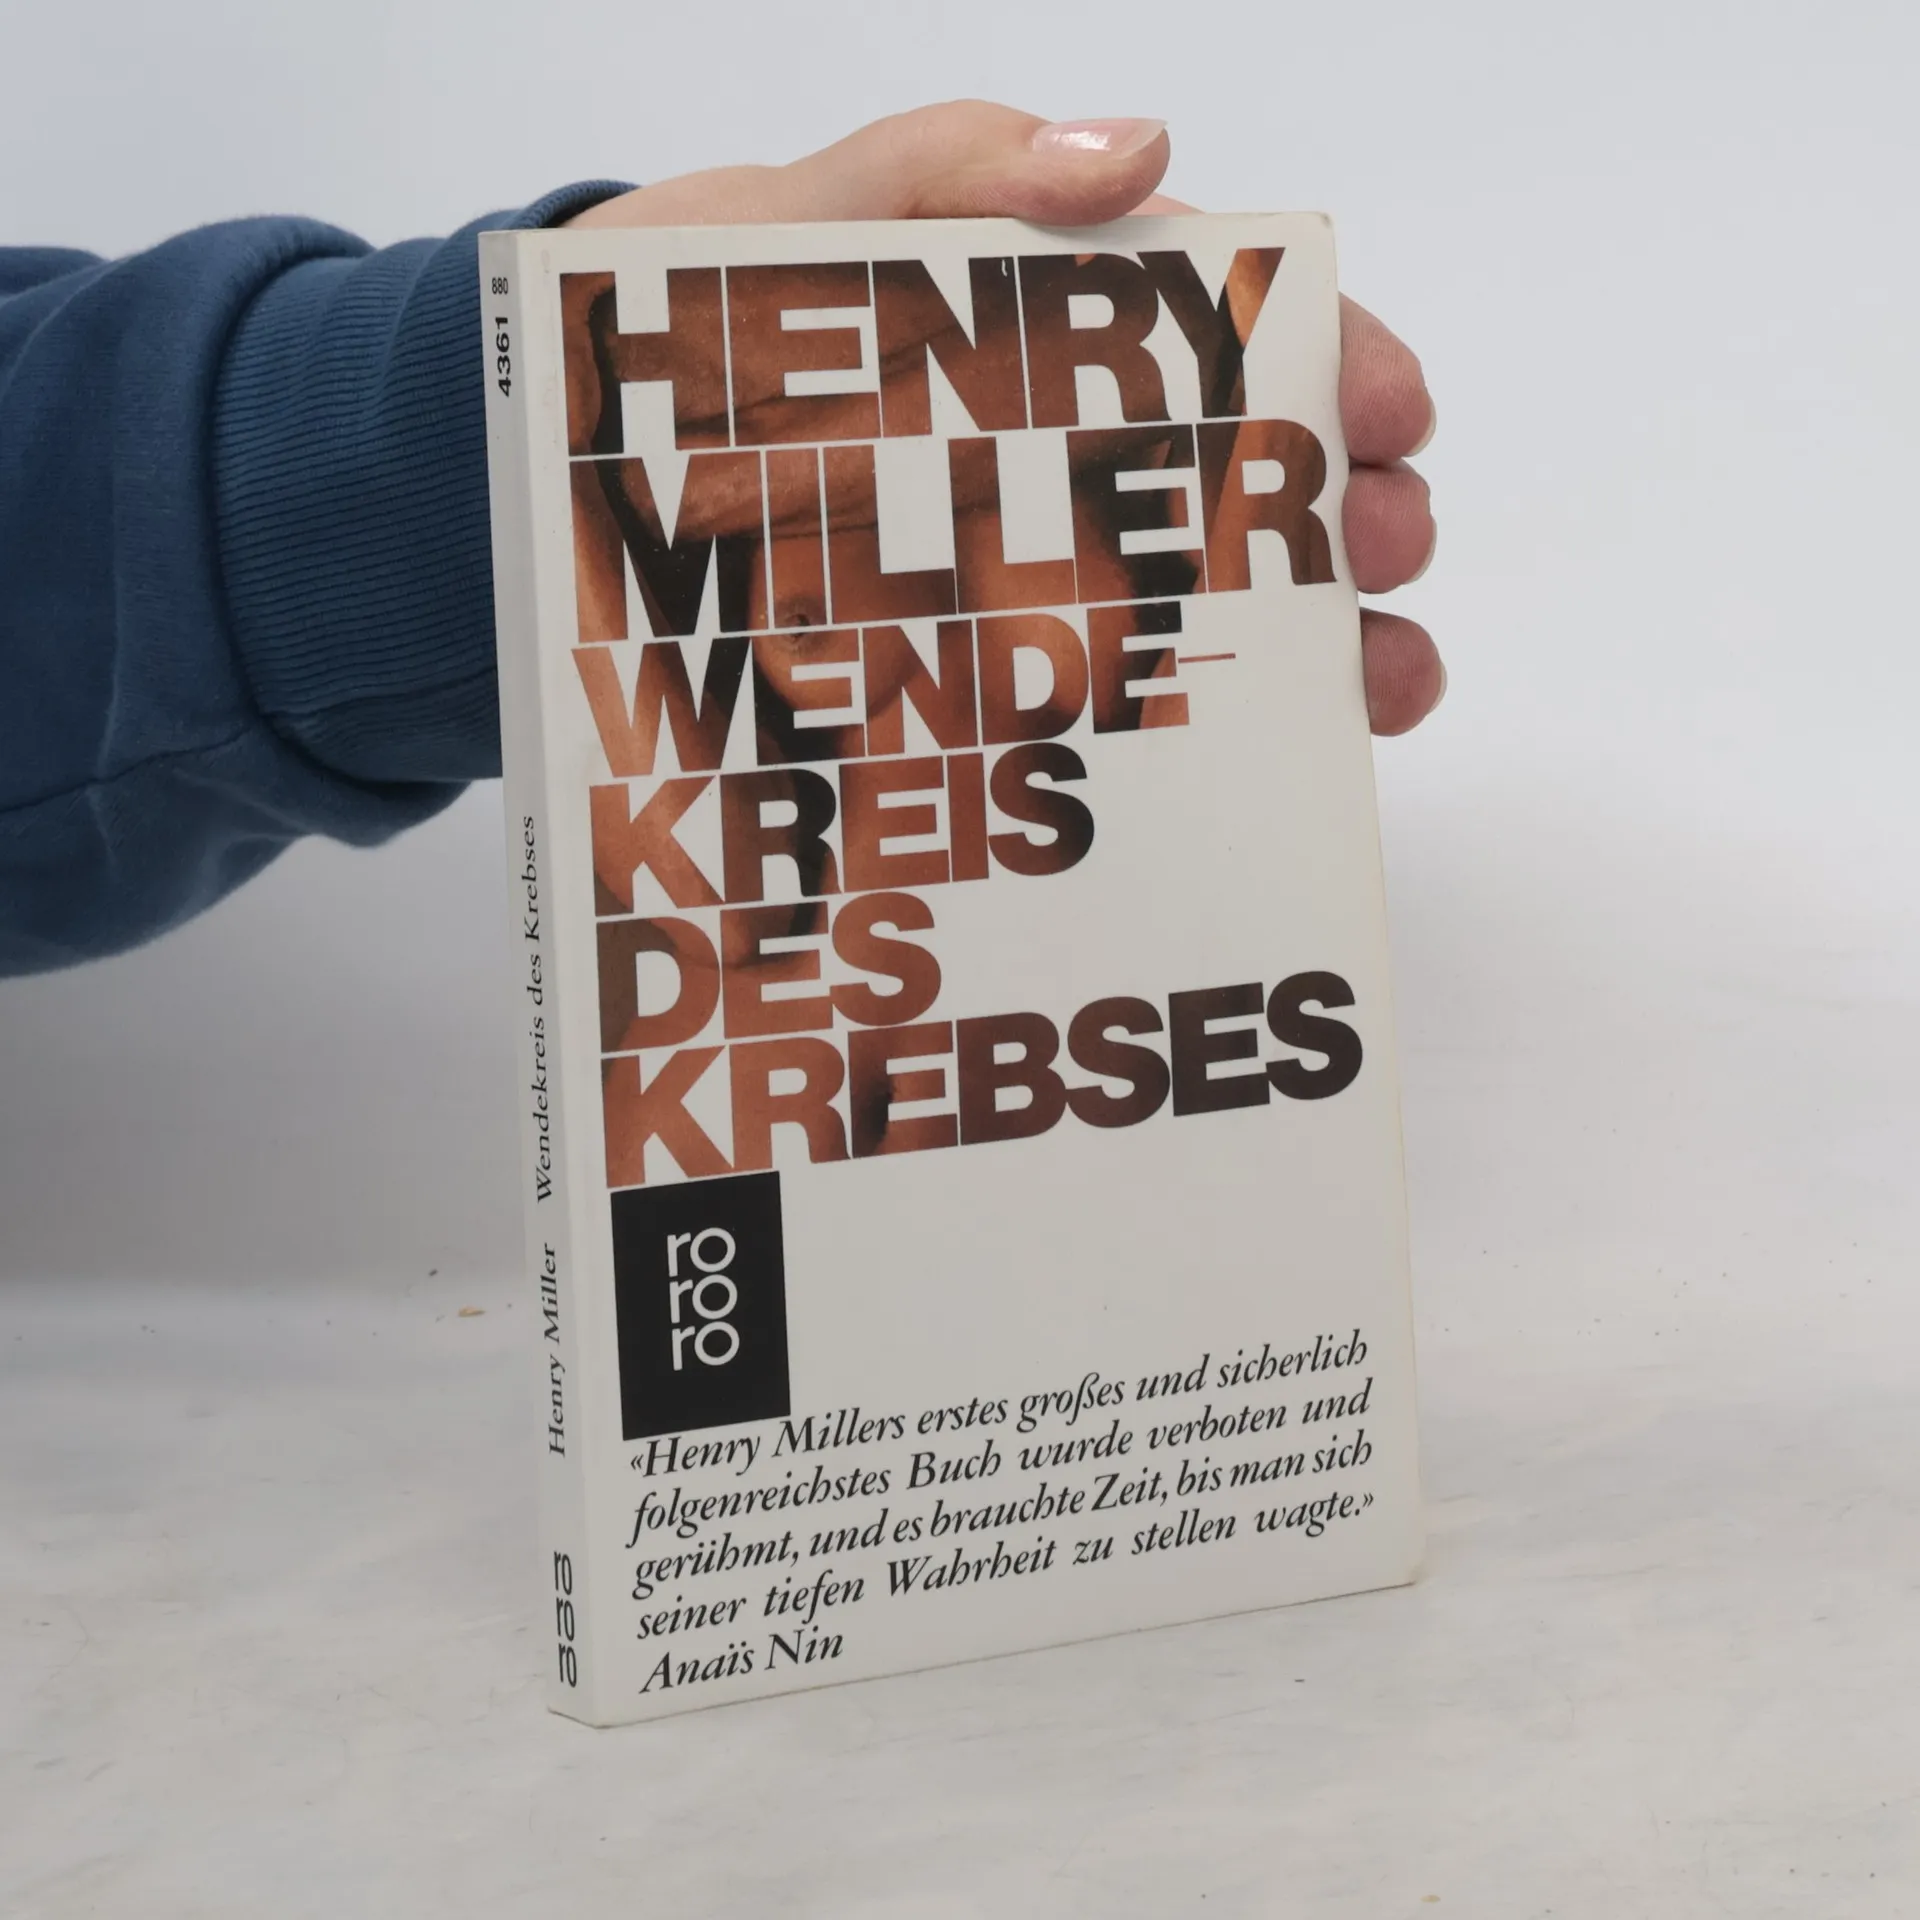 HENRY
MILLER
WENDE-
KREIS
DES
KREBSES
ro
ro
ro
«Henry Millers erstes großes und sicherlich
folgenreichstes Buch wurde verboten und
gerühmt, und es brauchte Zeit, bis man sich
seiner tiefen Wahrheit zu stellen wagte.»
Anaïs Nin
880
4361
Henry Miller Wendekreis des Krebses
ro
ro
ro